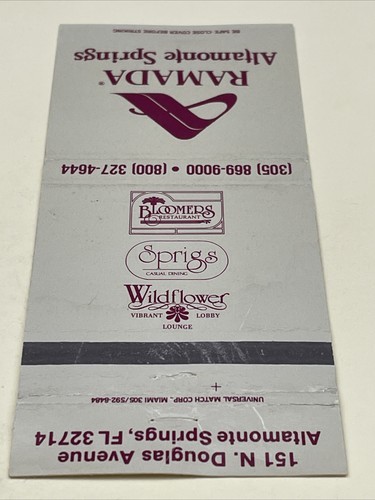 BE SAFE-CLOSE COVER BEFORE STRIKING
RAMADA®
Altamonte Springs
(305) 869-9000 • (800) 327-4644
BLOOMERS
RESTAURANT
Sprigs
CASUAL DINING
Wildflower
VIBRANT LOBBY
LOUNGE
UNIVERSAL MATCH CORP., MIAMI 305/592-8484
151 N. Douglas Avenue
Altamonte Springs, FL 32714